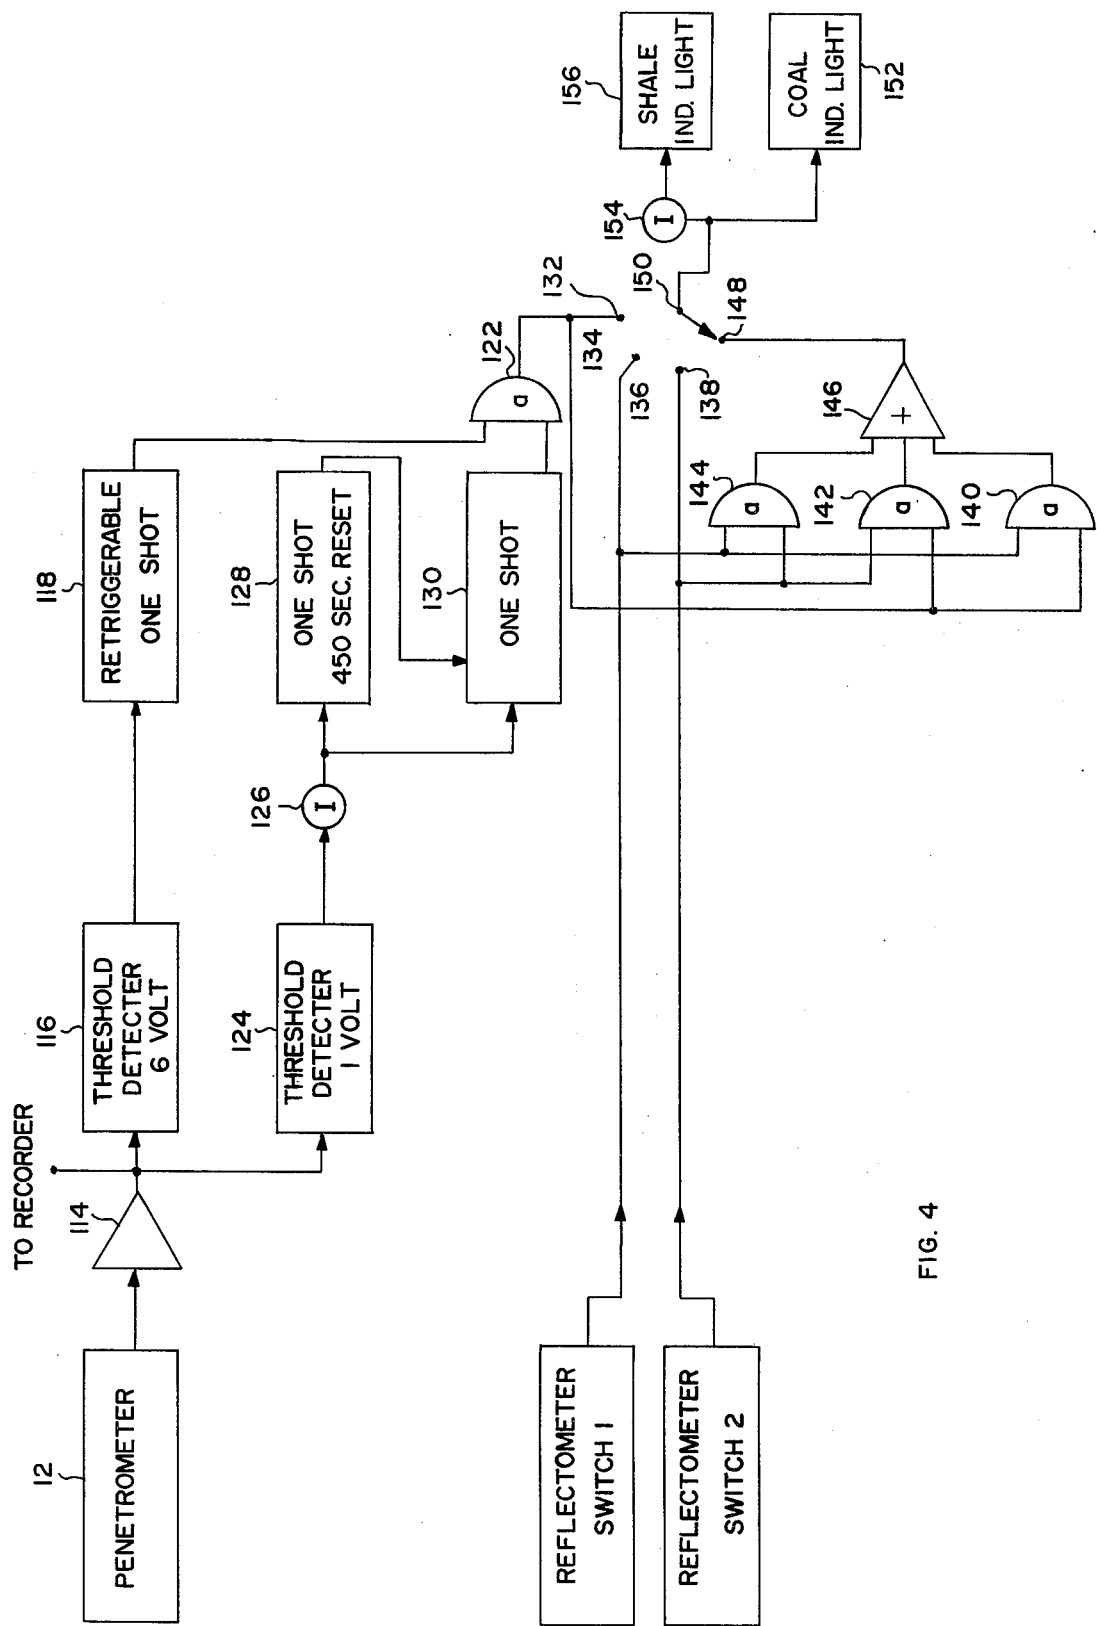 TO RECORDER
12
PENETROMETER
114
116
THRESHOLD
DETECTER
6 VOLT
118
RETRIGGERABLE
ONE SHOT
124
THRESHOLD
DETECTER
1 VOLT
126
I
128
ONE SHOT
450 SEC. RESET
130
ONE SHOT
122
a
132
134
136
138
REFLECTOMETER
SWITCH 1
REFLECTOMETER
SWITCH 2
144
a
142
a
140
a
146
+
148
150
154
I
156
SHALE
IND. LIGHT
COAL
IND. LIGHT
152
FIG. 4